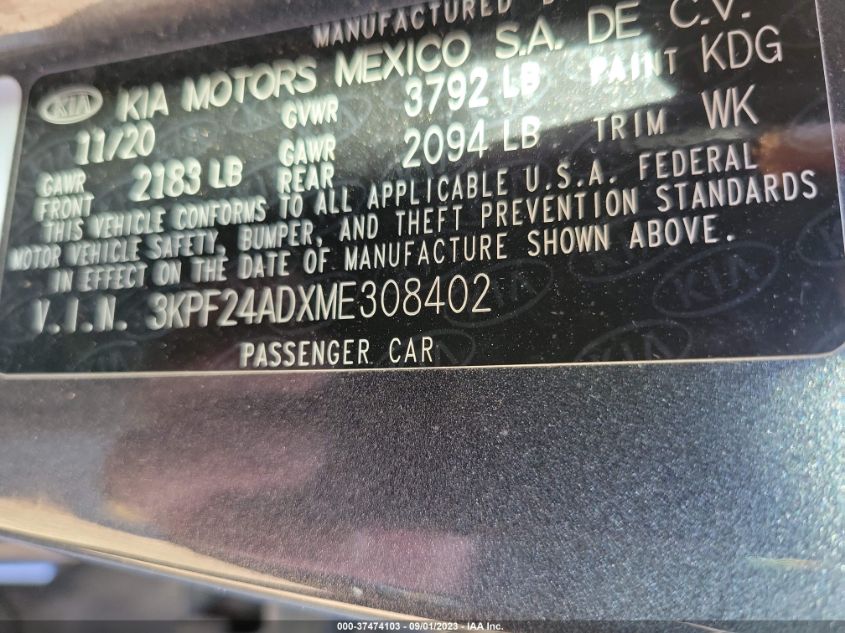 MANUFACTURED
KIA KIA MOTORS MEXICO S.A. DE C.V.
11/20 GVWR 3792 LB PAINT KDG
GAWR FRONT 2183 LB GAWR REAR 2094 LB TRIM WK
THIS VEHICLE CONFORMS TO ALL APPLICABLE U.S.A. FEDERAL
MOTOR VEHICLE SAFETY, BUMPER, AND THEFT PREVENTION STANDARDS
IN EFFECT ON THE DATE OF MANUFACTURE SHOWN ABOVE.
V.I.N. 3KPF24ADXME308402
PASSENGER CAR
000-37474103 - 09/01/2023 - IAA Inc.